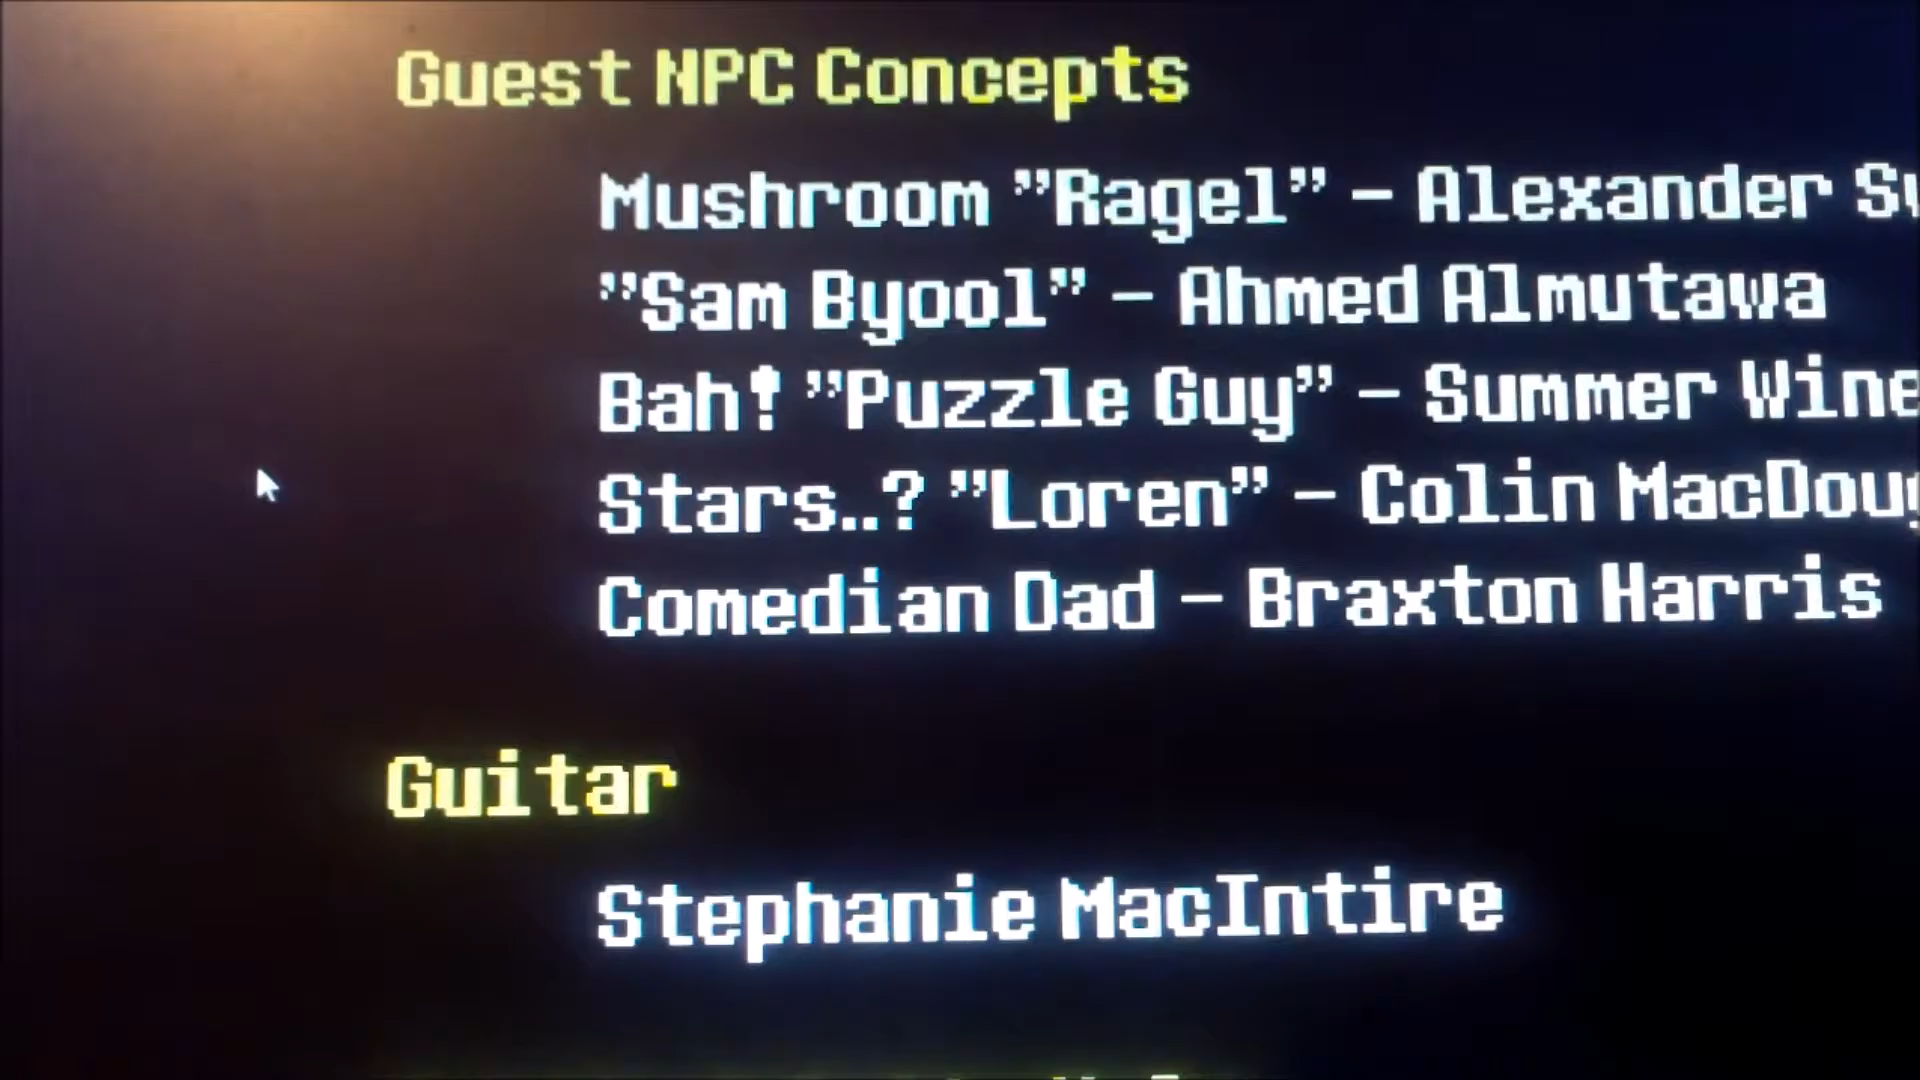 Guest NPC Concepts
Mushroom "Ragel" - Alexander
"Sam Byool" - Ahmed Almutawa
Bah! "Puzzle Guy" - Summer
Stars..? "Loren" - Colin
Comedian Dad - Braxton Harris
Guitar
Stephanie MacIntire